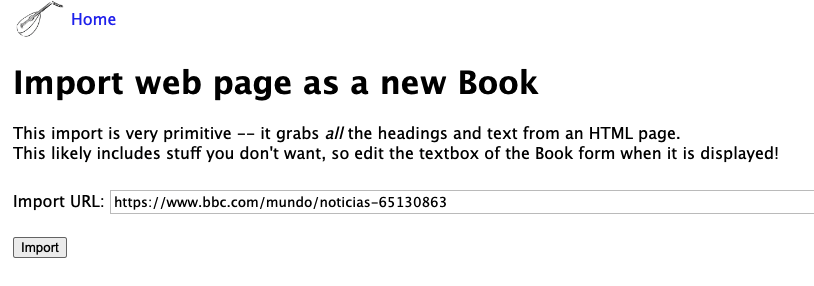 Home
Import web page as a new Book
This import is very primitive -- it grabs all the headings and text from an HTML page.
This likely includes stuff you don't want, so edit the textbox of the Book form when it is displayed!
Import URL: https://www.bbc.com/mundo/noticias-65130863
Import